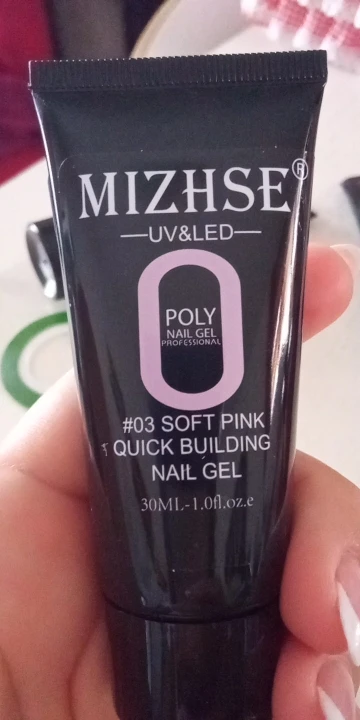 MIZHSE®
—UV&LED—
POLY
NAIL GEL
PROFESSIONAL
#03 SOFT PINK
QUICK BUILDING
NAIL GEL
30ML-1.0fl.oz.e